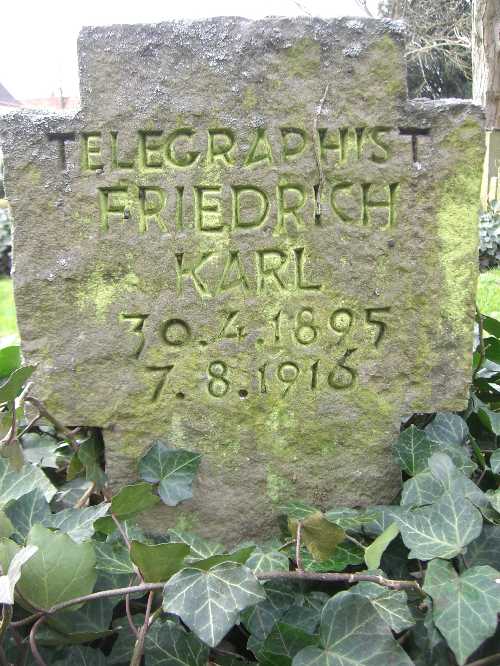 TELEGRAPHIST
FRIEDRICH
KARL
30.4.1895
7.8.1916